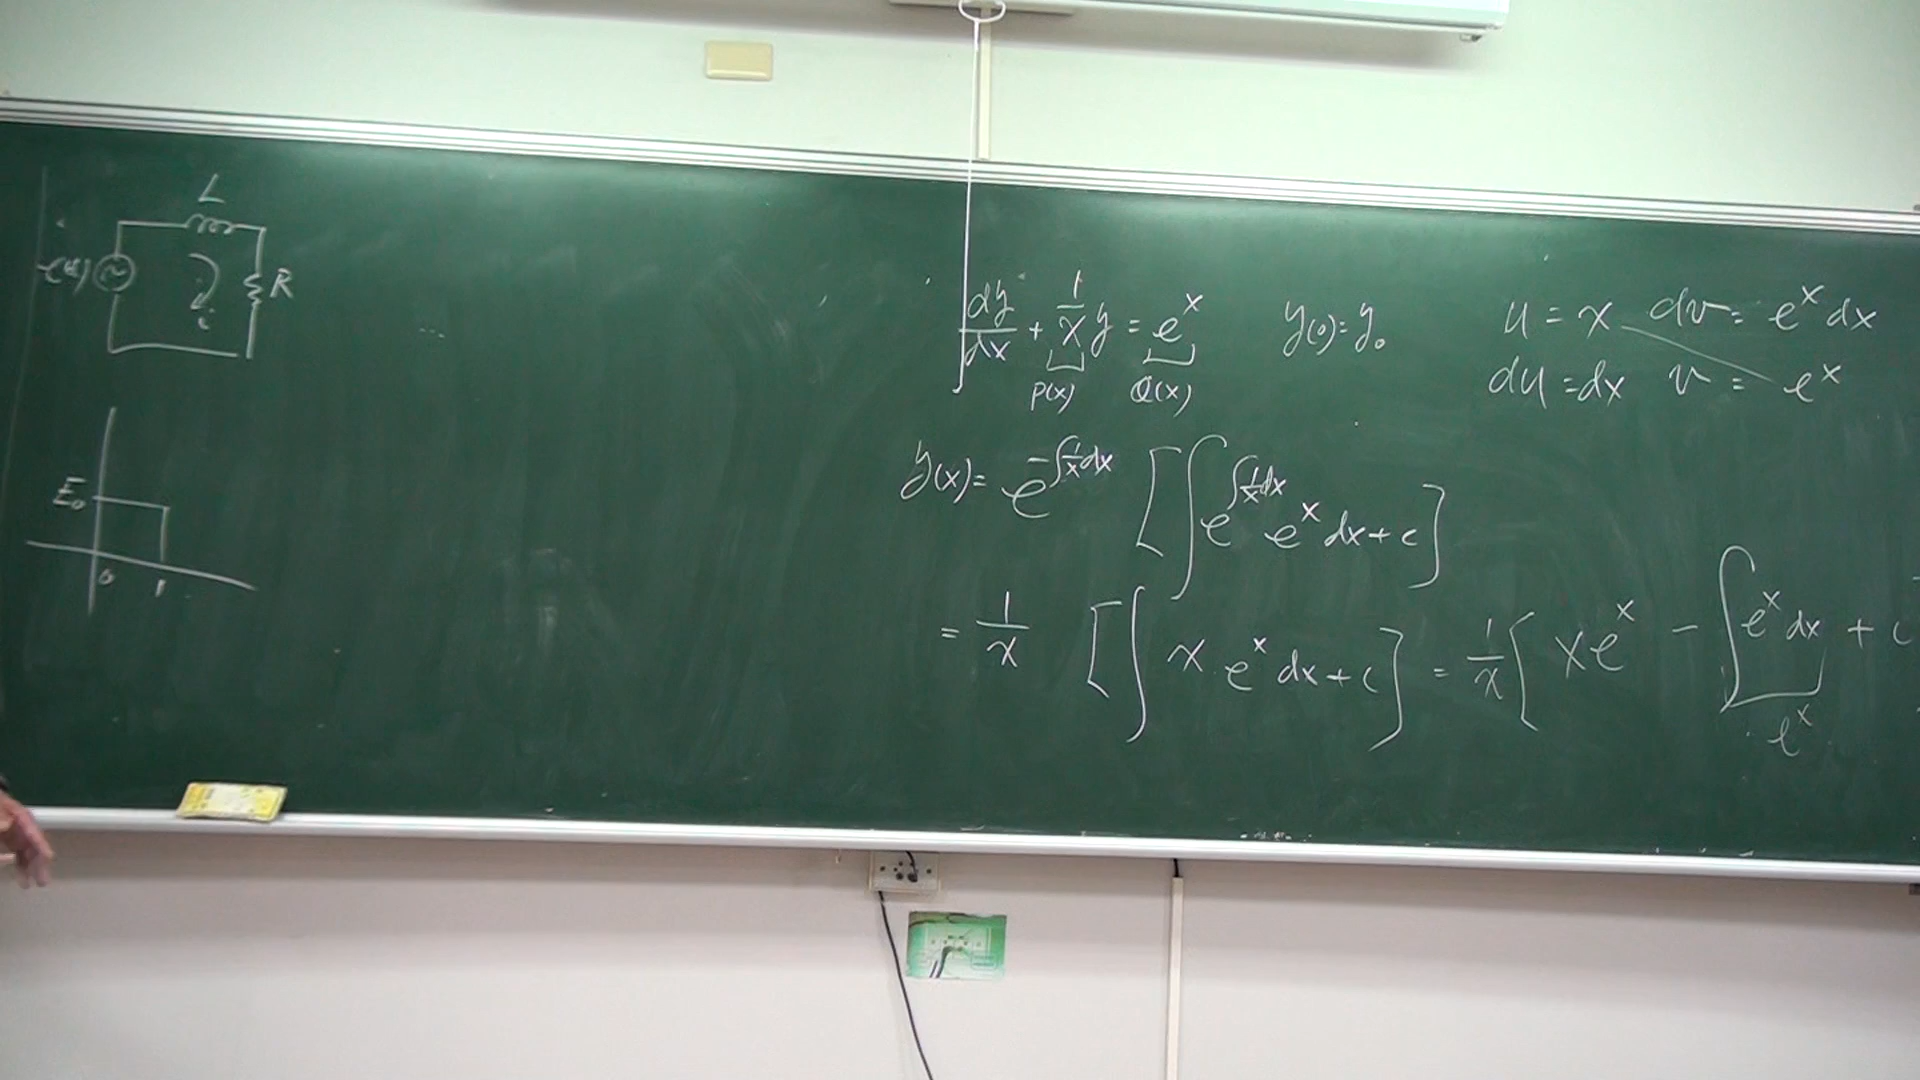 L
e(t)
R
i
E₀
0 1
dy/dx + 1/x y = e^x y(0) = y₀
P(x) Q(x)
u = x dv = e^x dx
du = dx v = e^x
y(x) = e^{-∫1/x dx} [∫ e^{∫1/x dx} e^x dx + c]
= 1/x [∫ x e^x dx + c] = 1/x [x e^x - ∫ e^x dx + c
e^x